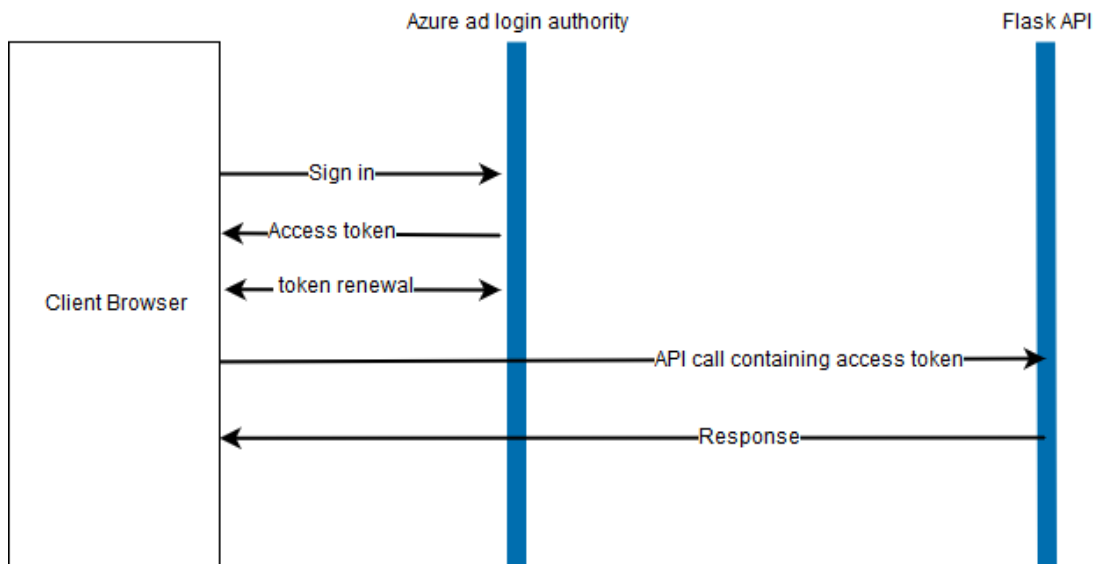 Azure ad login authority
Flask API
Sign in
Access token
token renewal
Client Browser
API call containing access token
Response